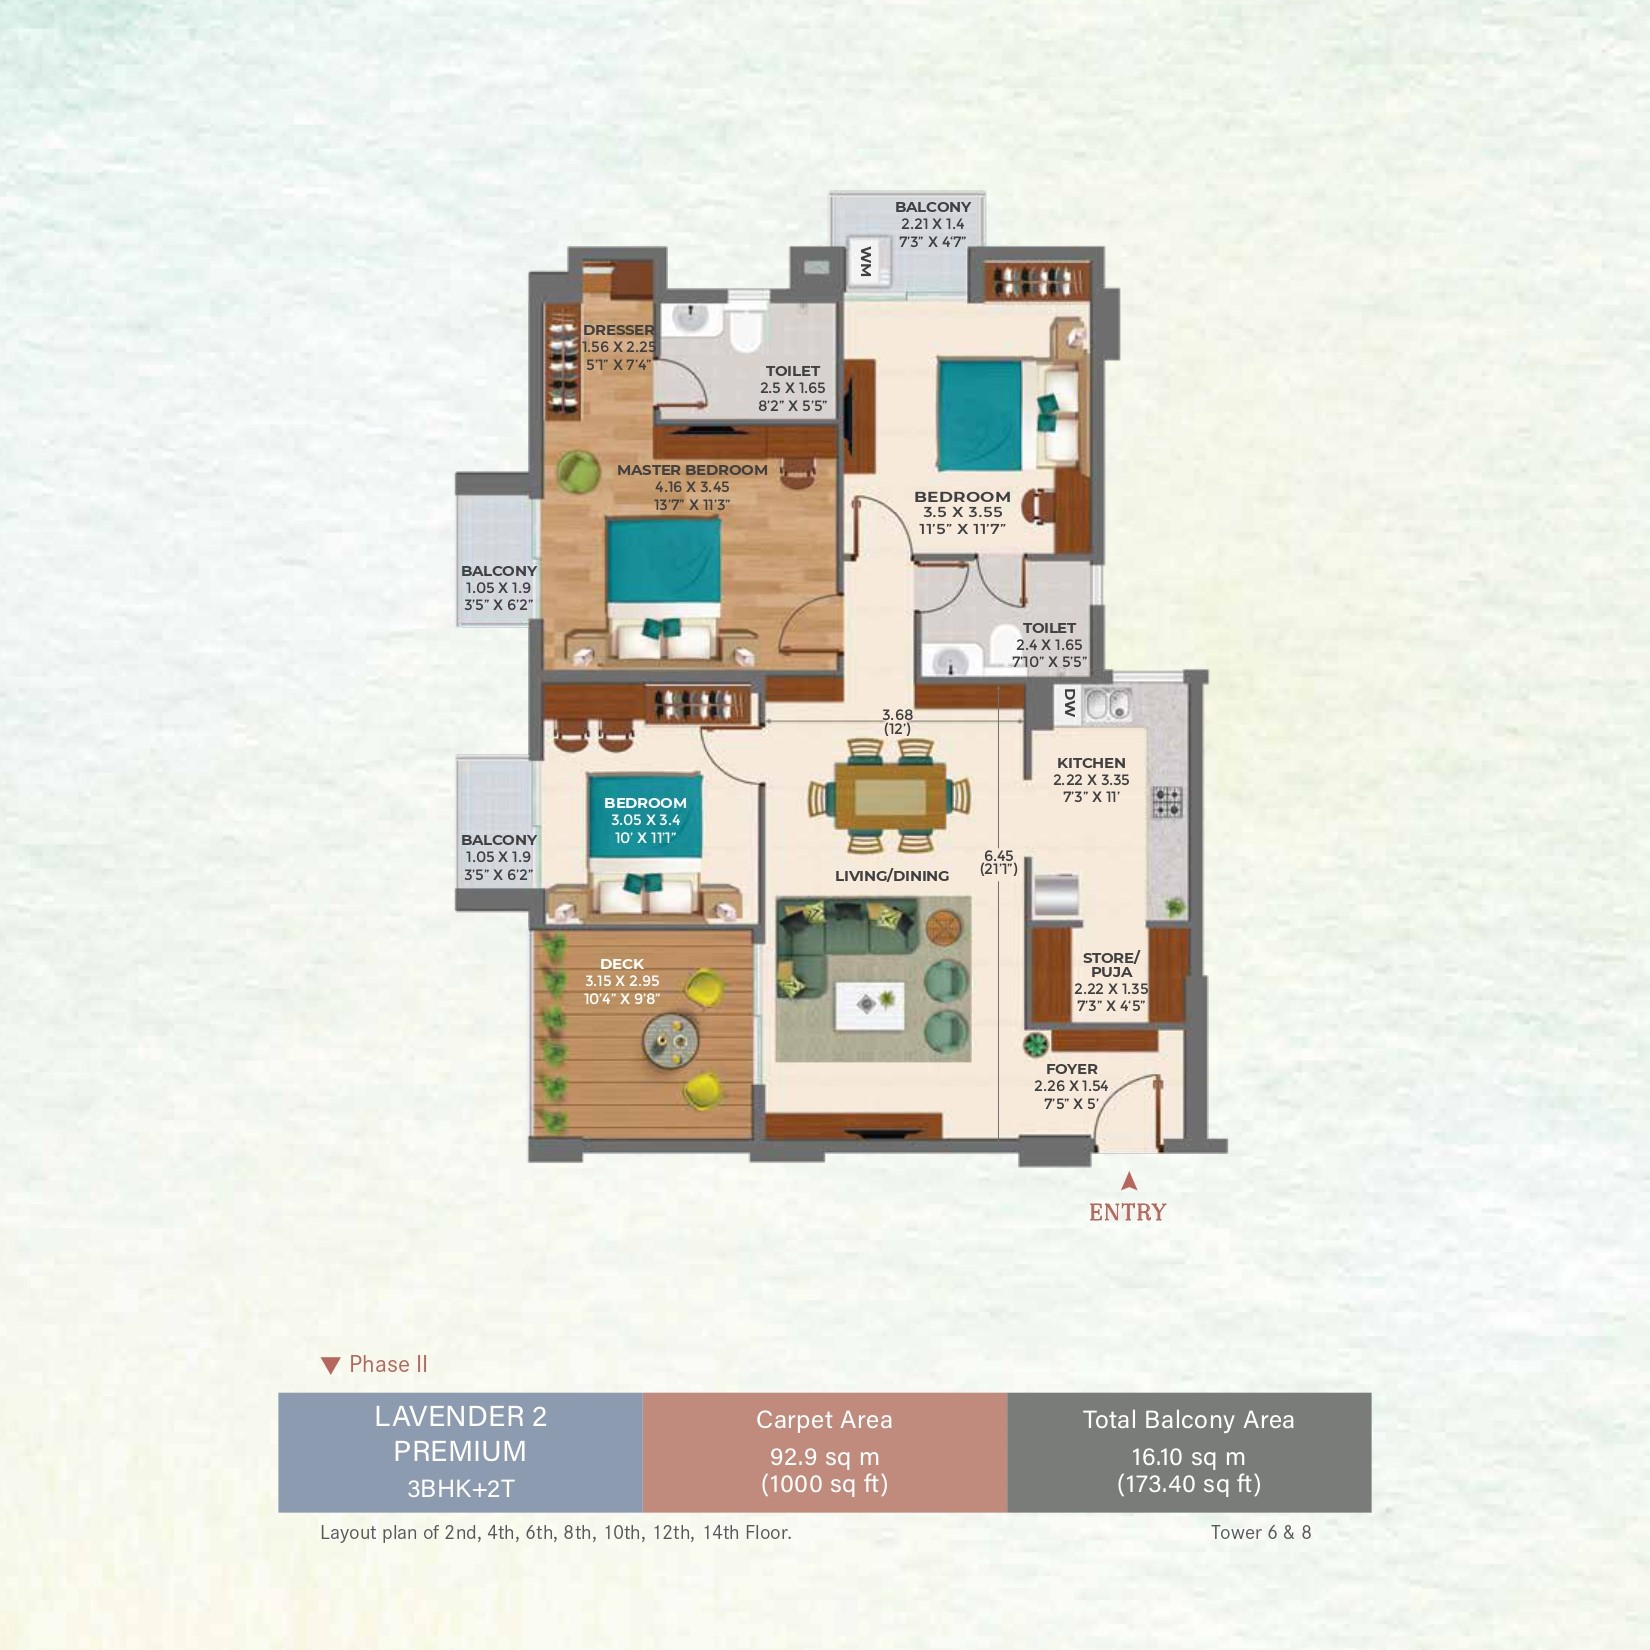 BALCONY
2.21 X 1.4
7'3" X 4'7"
WM
DRESSER
1.56 X 2.25
5'1" X 7'4"
TOILET
2.5 X 1.65
8'2" X 5'5"
MASTER BEDROOM
4.16 X 3.45
13'7" X 11'3"
BEDROOM
3.5 X 3.55
11'5" X 11'7"
BALCONY
1.05 X 1.9
3'5" X 6'2"
TOILET
2.4 X 1.65
7'10" X 5'5"
DW
3.68
(12')
KITCHEN
2.22 X 3.35
7'3" X 11'
BEDROOM
3.05 X 3.4
10' X 11'1"
BALCONY
1.05 X 1.9
3'5" X 6'2"
6.45
(21'1")
LIVING/DINING
DECK
3.15 X 2.95
10'4" X 9'8"
STORE/
PUJA
2.22 X 1.35
7'3" X 4'5"
FOYER
2.26 X 1.54
7'5" X 5'
ENTRY
Phase II
LAVENDER 2
PREMIUM
3BHK+2T
Carpet Area
92.9 sq m
(1000 sq ft)
Total Balcony Area
16.10 sq m
(173.40 sq ft)
Layout plan of 2nd, 4th, 6th, 8th, 10th, 12th, 14th Floor.
Tower 6 & 8